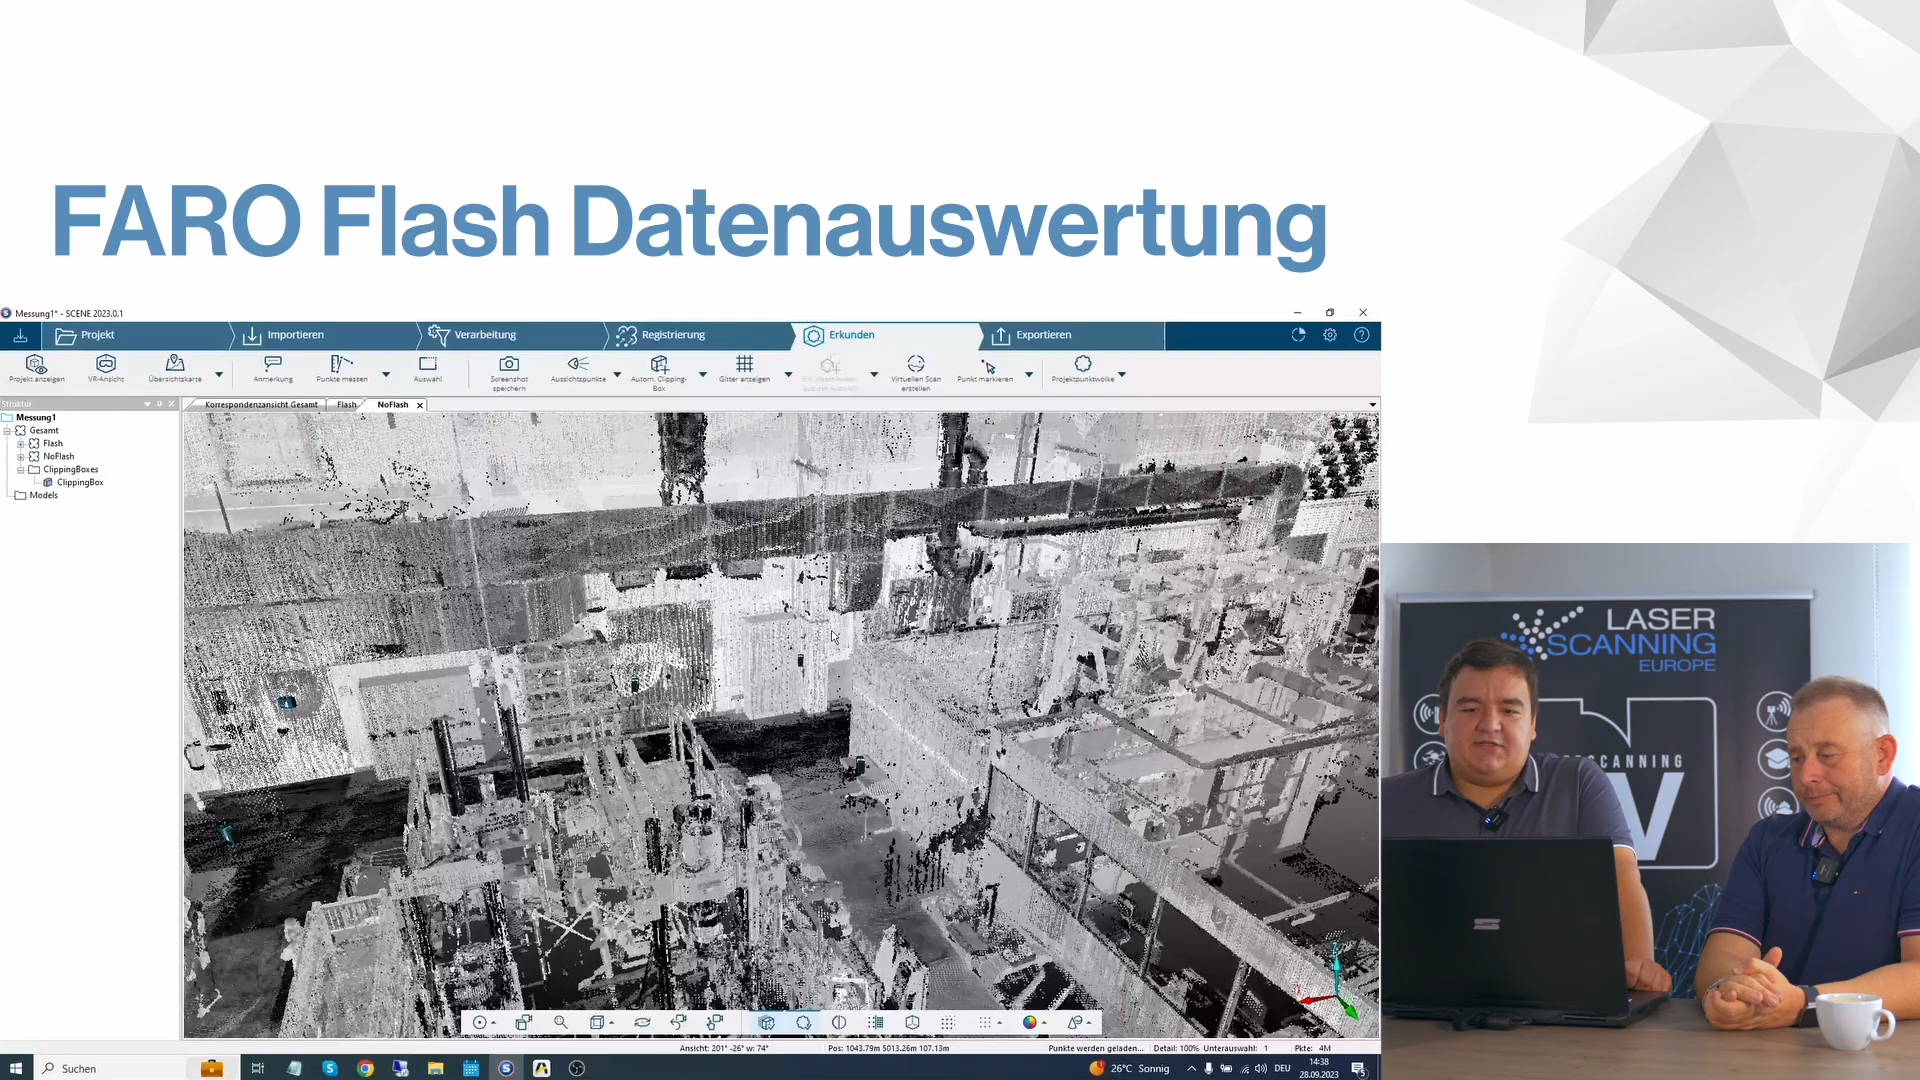 FARO Flash Datenauswertung
Messung1* - SCENE 2023.0.1
Projekt
Importieren
Verarbeitung
Registrierung
Erkunden
Exportieren
Projekt anzeigen
VR-Ansicht
Übersichtskarte
Anmerkung
Punkte messen
Auswahl
Screenshot speichern
Aussichtspunkte
Autom. Clipping-Box
Gitter anzeigen
Virtuellen Scan erstellen
Punkt markieren
Projektpunktwolke
Struktur
Korrespondenzansicht Gesamt
Flash
NoFlash
Messung1
Gesamt
Flash
NoFlash
ClippingBoxes
ClippingBox
Models
LASER
SCANNING
EUROPE
SCANNING
Ansicht: 201° -26° w: 74°
Pos: 1043.79m 5013.26m 107.13m
Punkte werden geladen...
Detail: 100%
Unterauswahl: 1
Pkte: 4M
Suchen
26°C Sonnig
DEU
14:38
28.09.2023